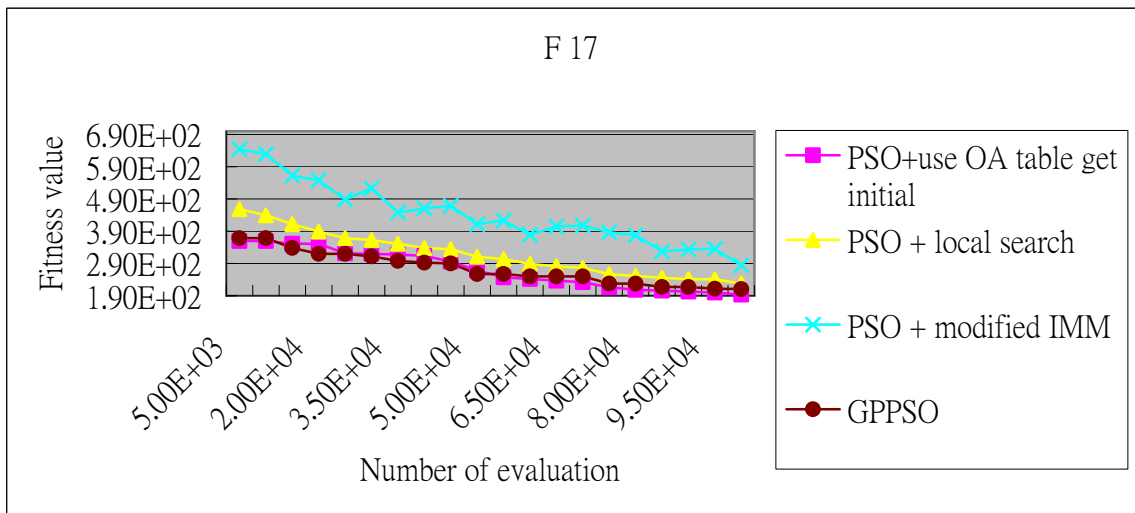 F 17
Fitness value
6.90E+02
5.90E+02
4.90E+02
3.90E+02
2.90E+02
1.90E+02
5.00E+03
2.00E+04
3.50E+04
5.00E+04
6.50E+04
8.00E+04
9.50E+04
Number of evaluation
PSO+use OA table get
initial
PSO + local search
PSO + modified IMM
GPPSO